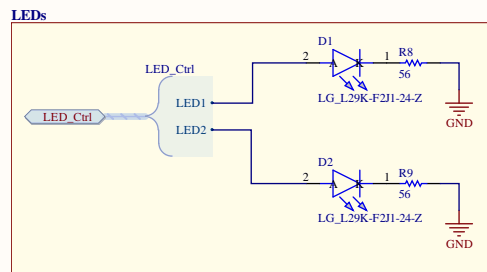 LEDs
D1
2 A K 1
R8
56
LG_L29K-F2J1-24-Z
GND
LED_Ctrl
LED_Ctrl
LED1
LED2
D2
2 A K 1
R9
56
LG_L29K-F2J1-24-Z
GND